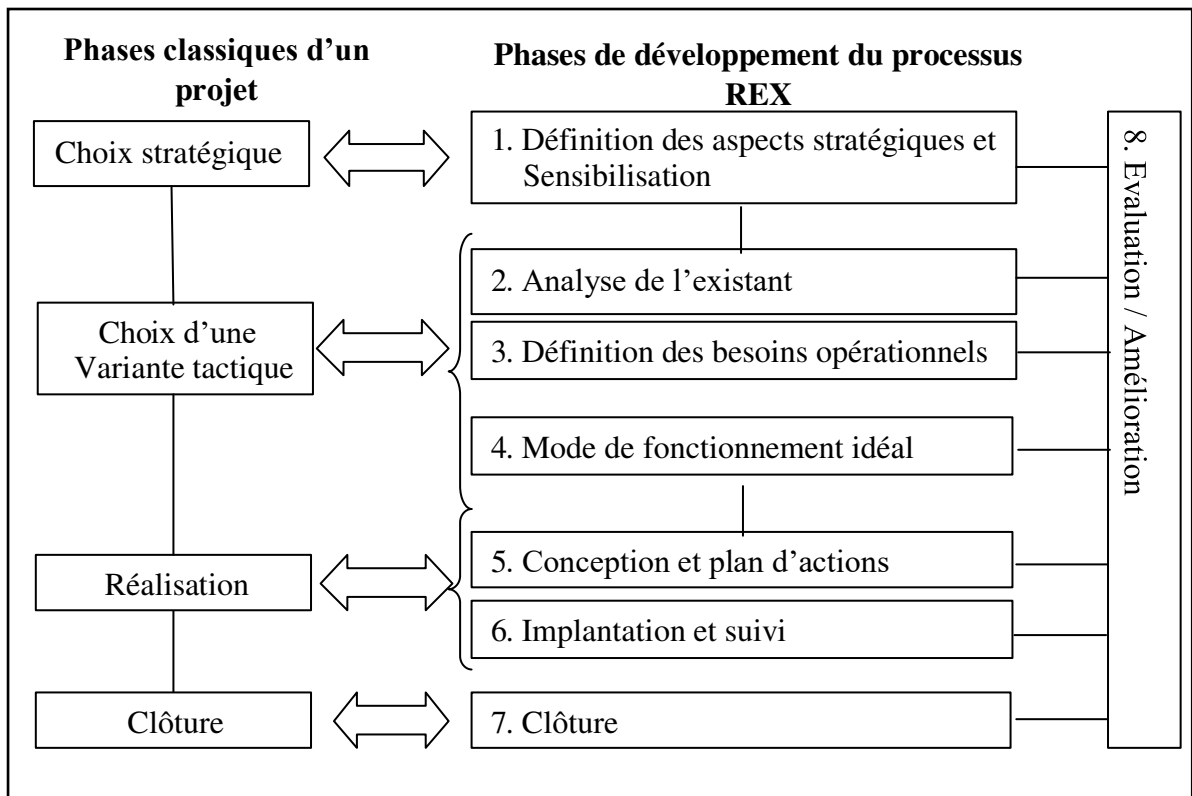 Phases classiques d’un
projet
Choix stratégique
Choix d’une
Variante tactique
Réalisation
Clôture
Phases de développement du processus
REX
1. Définition des aspects stratégiques et
Sensibilisation
2. Analyse de l’existant
3. Définition des besoins opérationnels
4. Mode de fonctionnement idéal
5. Conception et plan d’actions
6. Implantation et suivi
7. Clôture
8. Evaluation / Amélioration